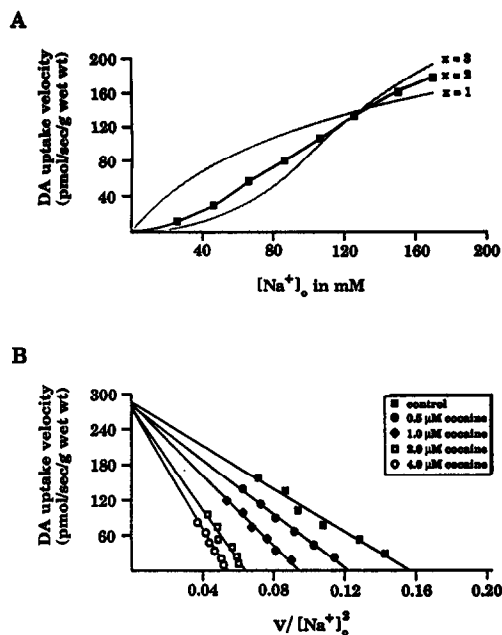 A
DA uptake velocity
(pmol/sec/g wet wt)
200
160
120
80
40
x = 3
x = 2
x = 1
40
80
120
160
200
[Na⁺]ₒ in mM
B
DA uptake velocity
(pmol/sec/g wet wt)
300
240
180
120
60
control
0.5 μM cocaine
1.0 μM cocaine
2.0 μM cocaine
4.0 μM cocaine
0.04
0.08
0.12
0.16
0.20
V/[Na⁺]ₒ²